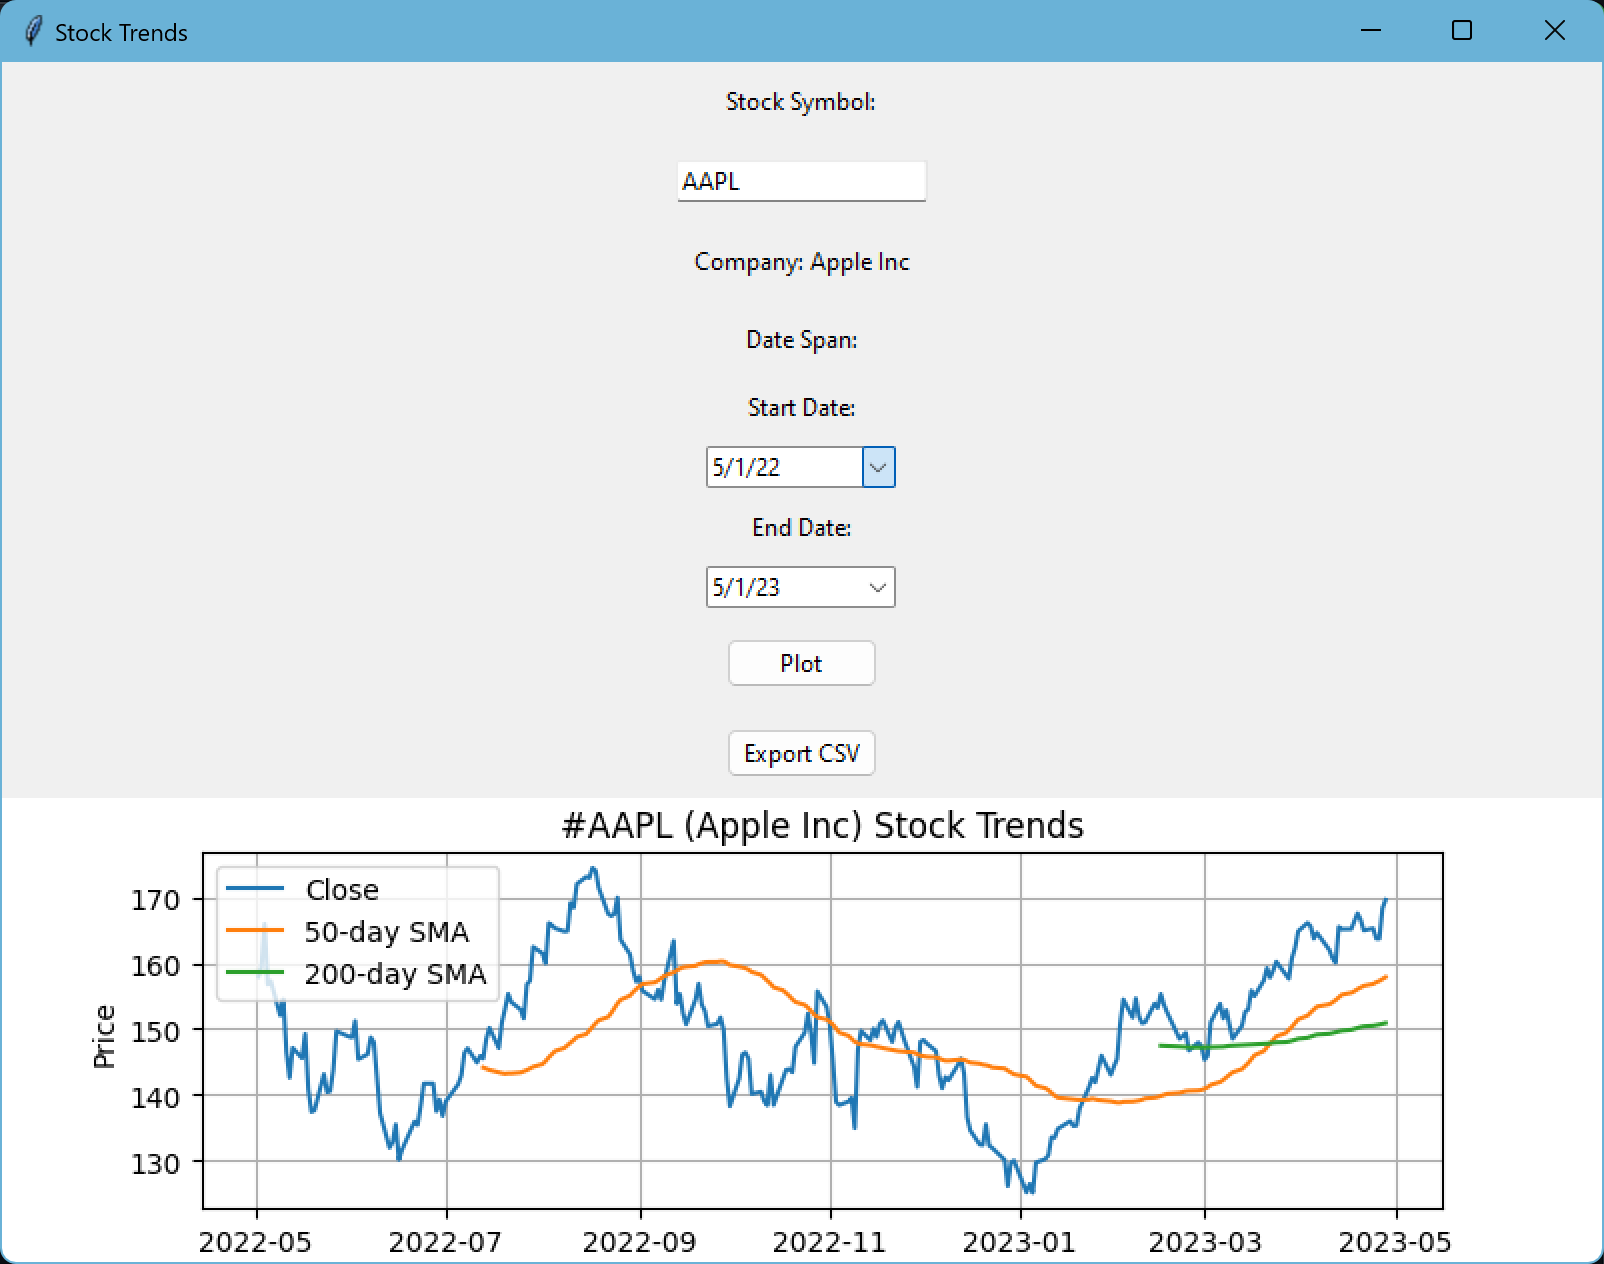 Stock Trends
Stock Symbol:
AAPL
Company: Apple Inc
Date Span:
Start Date:
5/1/22
End Date:
5/1/23
Plot
Export CSV
#AAPL (Apple Inc) Stock Trends
Close
50-day SMA
200-day SMA
Price
170
160
150
140
130
2022-05 2022-07 2022-09 2022-11 2023-01 2023-03 2023-05